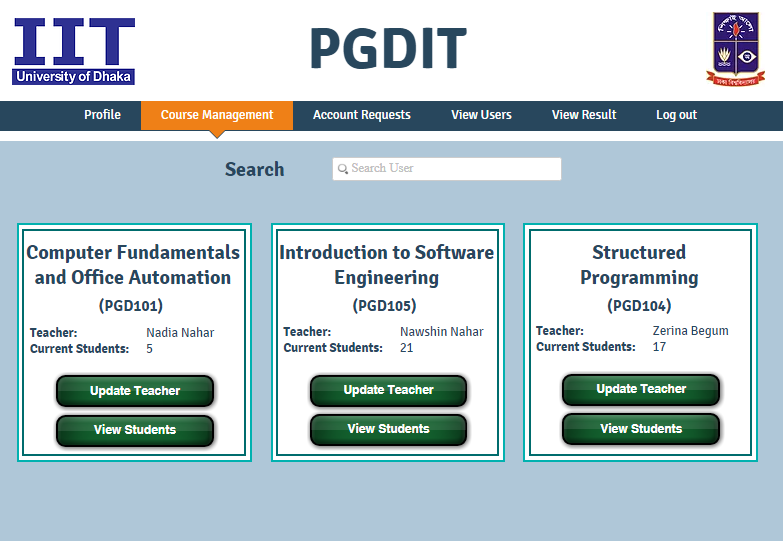 IIT
University of Dhaka
PGDIT
শিক্ষাই আলো
ঢাকা বিশ্ববিদ্যালয়
Profile Course Management Account Requests View Users View Result Log out
Search Search User
Computer Fundamentals
and Office Automation
(PGD101)
Teacher: Nadia Nahar
Current Students: 5
Update Teacher
View Students
Introduction to Software
Engineering
(PGD105)
Teacher: Nawshin Nahar
Current Students: 21
Update Teacher
View Students
Structured
Programming
(PGD104)
Teacher: Zerina Begum
Current Students: 17
Update Teacher
View Students